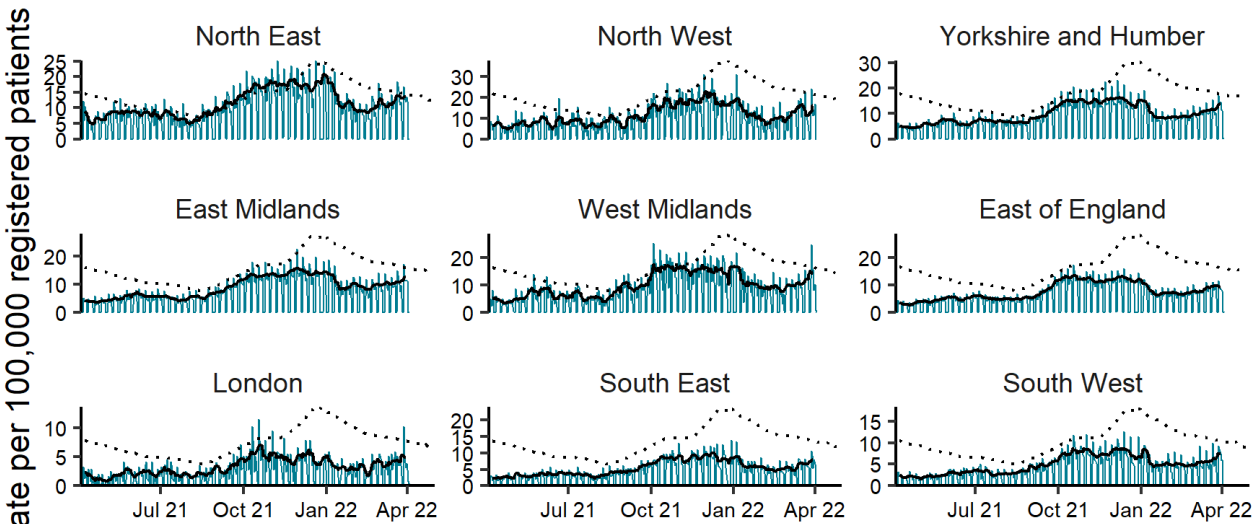 ate per 100,000 registered patients
North East
25
20
15
10
5
0
North West
30
20
10
0
Yorkshire and Humber
30
20
10
0
East Midlands
20
10
0
West Midlands
20
10
0
East of England
20
10
0
London
10
5
0
Jul 21 Oct 21 Jan 22 Apr 22
South East
20
15
10
5
0
Jul 21 Oct 21 Jan 22 Apr 22
South West
15
10
5
0
Jul 21 Oct 21 Jan 22 Apr 22